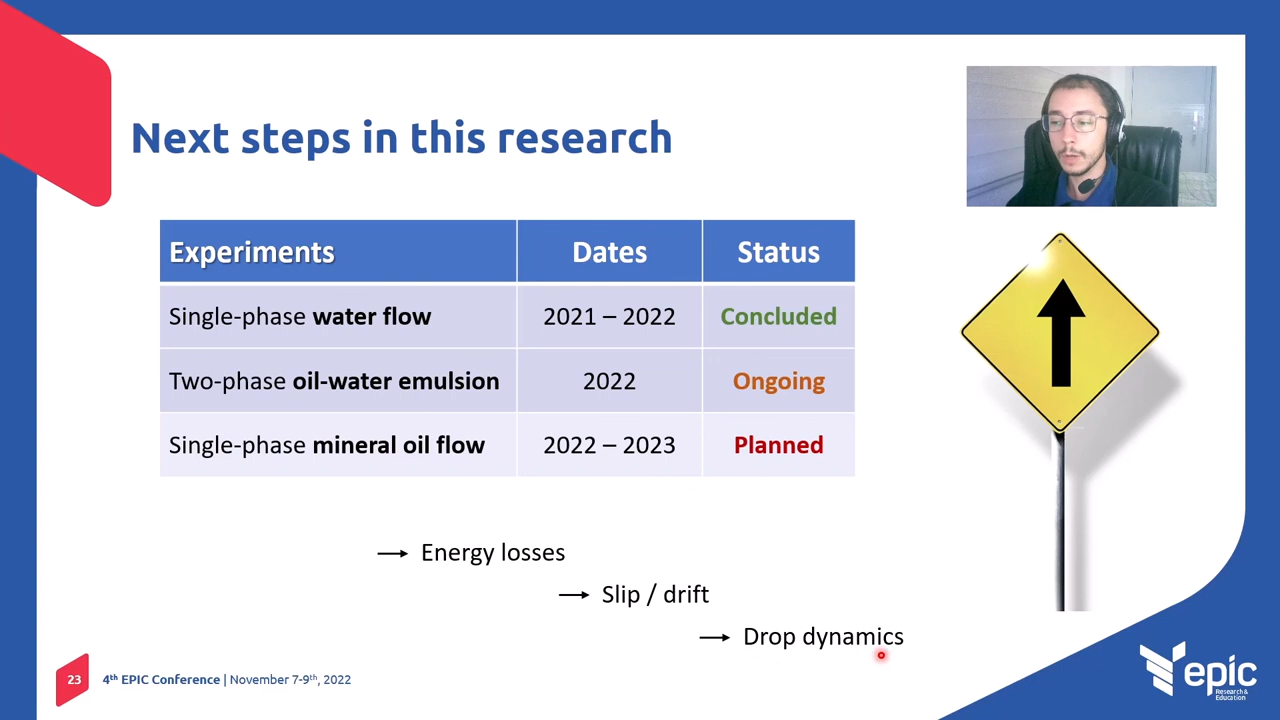 Next steps in this research
Experiments Dates Status
Single-phase water flow 2021 – 2022 Concluded
Two-phase oil-water emulsion 2022 Ongoing
Single-phase mineral oil flow 2022 – 2023 Planned
→ Energy losses
→ Slip / drift
→ Drop dynamics
23 4th EPIC Conference | November 7-9th, 2022
epic
Research &
Education